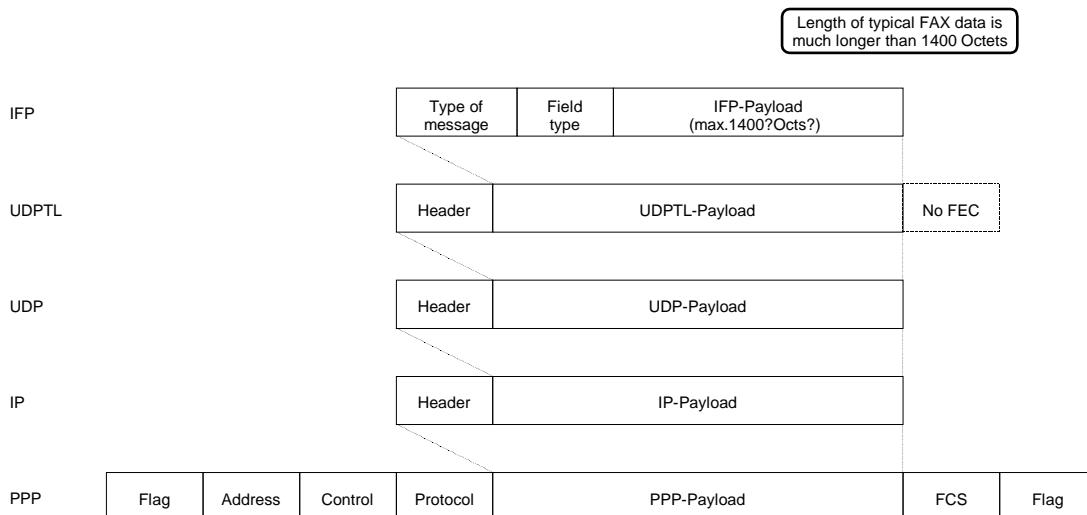 Length of typical FAX data is
much longer than 1400 Octets
IFP
Type of
message
Field
type
IFP-Payload
(max.1400?Octs?)
UDPTL
Header
UDPTL-Payload
No FEC
UDP
Header
UDP-Payload
IP
Header
IP-Payload
PPP
Flag
Address
Control
Protocol
PPP-Payload
FCS
Flag